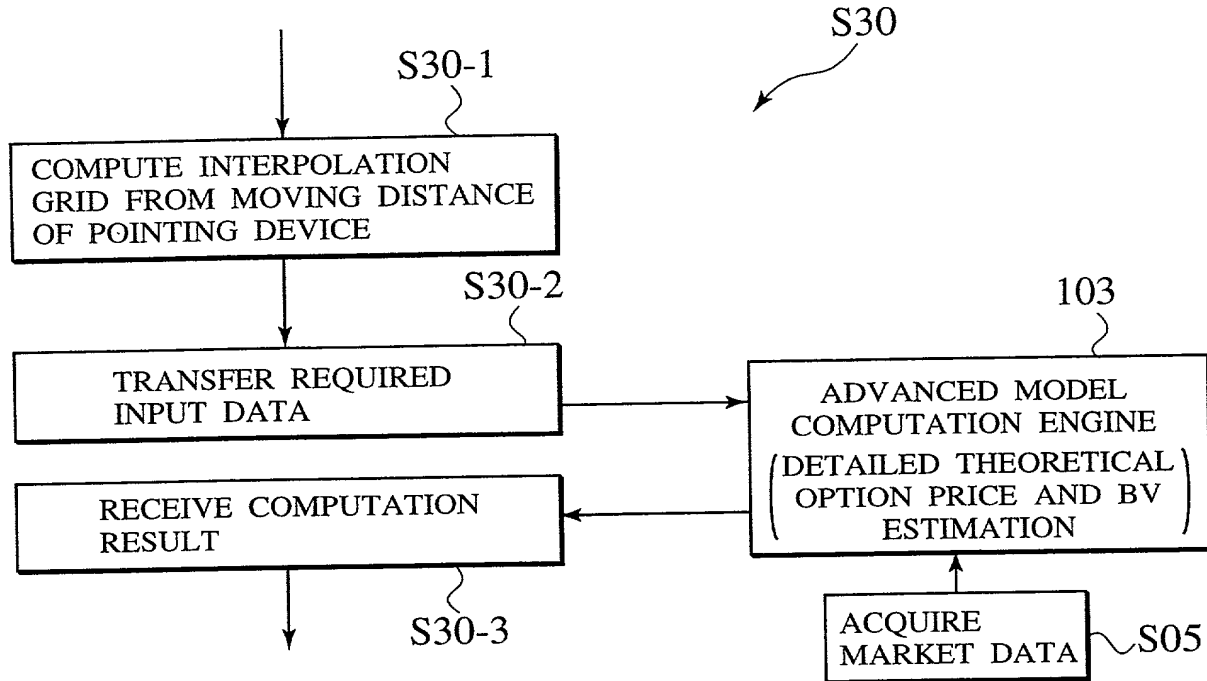 S30
S30-1
COMPUTE INTERPOLATION
GRID FROM MOVING DISTANCE
OF POINTING DEVICE
S30-2
TRANSFER REQUIRED
INPUT DATA
103
ADVANCED MODEL
COMPUTATION ENGINE
(DETAILED THEORETICAL
OPTION PRICE AND BV
ESTIMATION)
RECEIVE COMPUTATION
RESULT
S30-3
ACQUIRE
MARKET DATA
S05